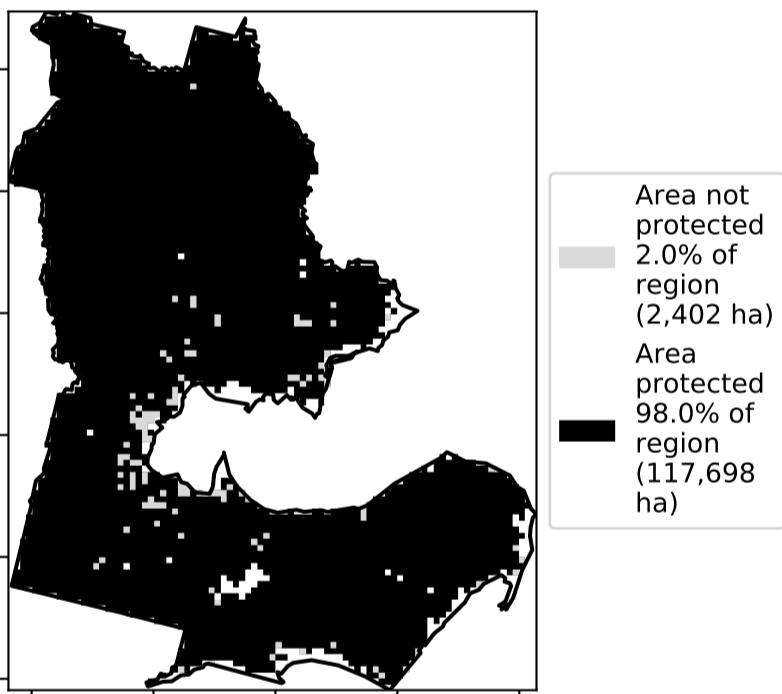 Area not
protected
2.0% of
region
(2,402 ha)
Area
protected
98.0% of
region
(117,698
ha)